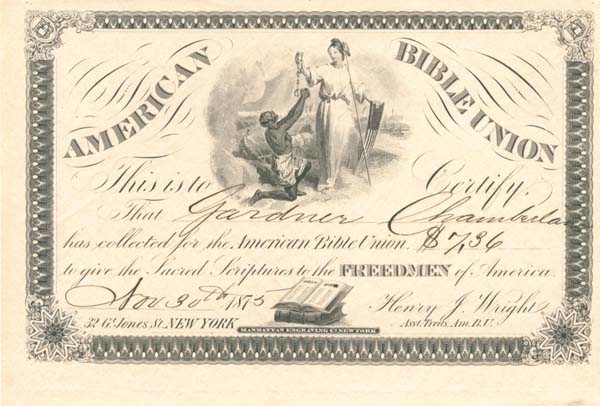 AMERICAN BIBLE UNION
This is to Certify,
That Gardner Chamberlain
has collected for the American Bible Union $7,36
to give the Sacred Scriptures to the FREEDMEN of America
Nov 30th 1875
Henry J. Wright
32 Gt. Jones St. NEW YORK
Asst. Treas. Am. B. U.
MANHATTAN ENGRAVING CO. NEW YORK